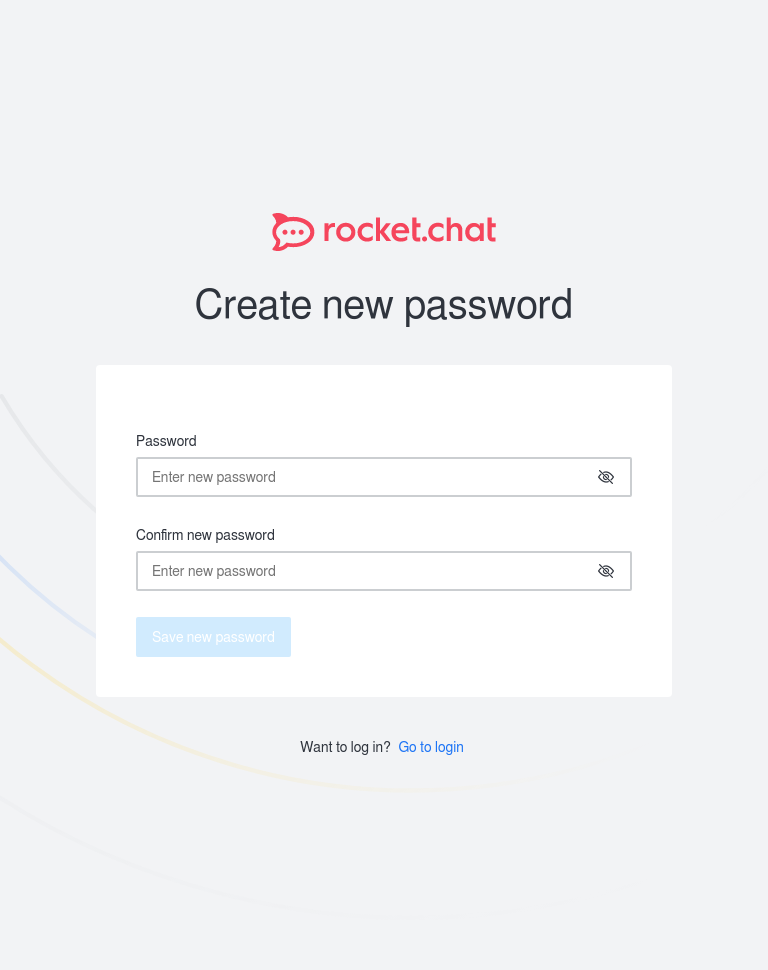 rocket.chat
Create new password
Password
Enter new password
Confirm new password
Enter new password
Save new password
Want to log in? Go to login